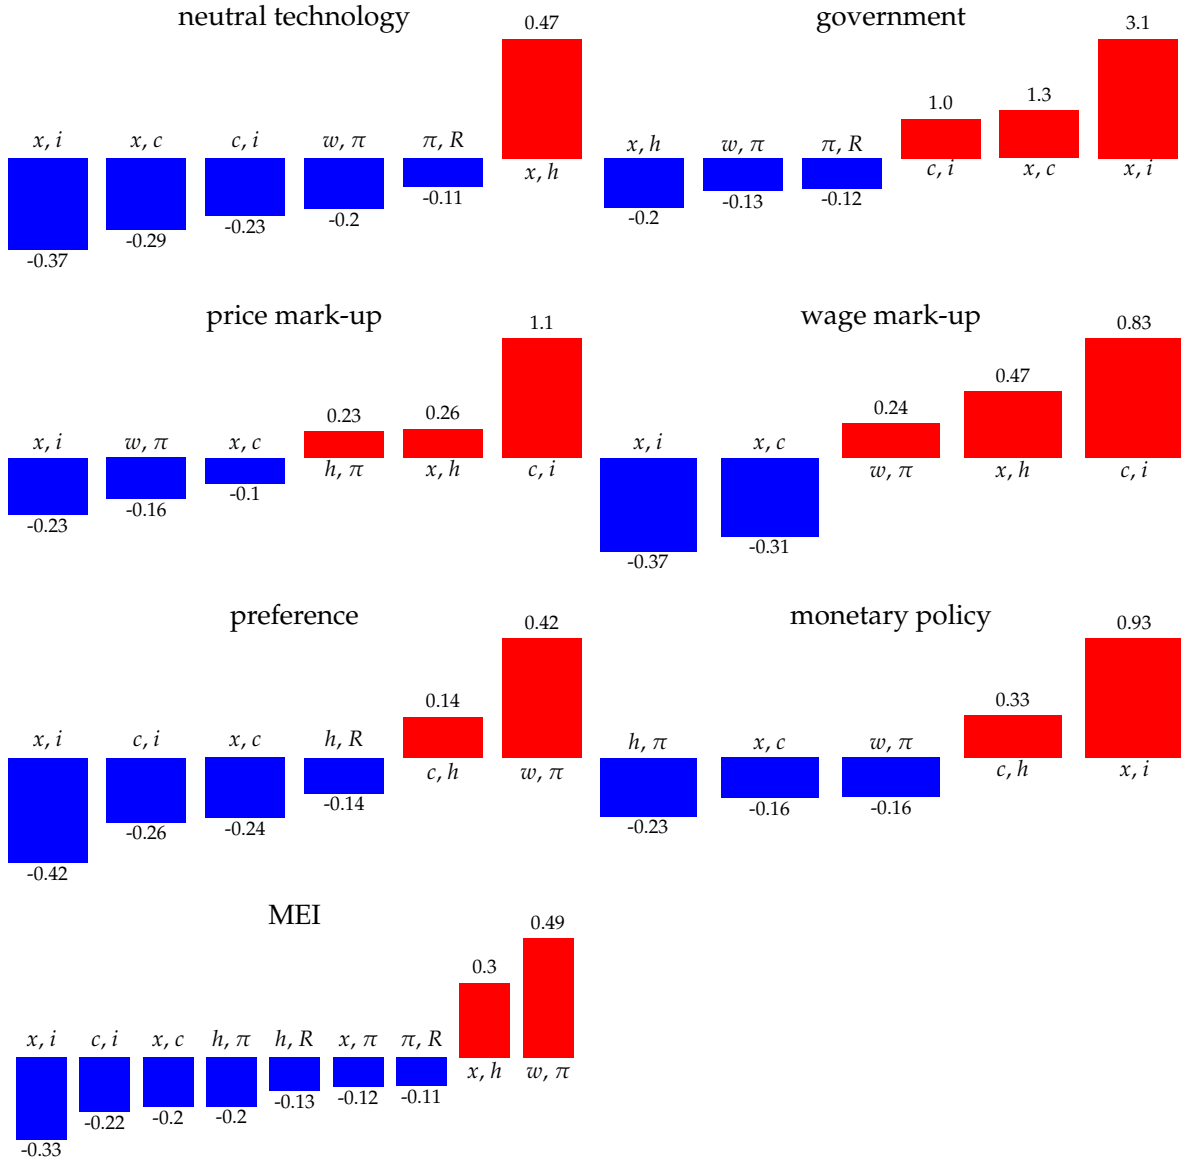 neutral technology
0.47
x, i x, c c, i w, π π, R
x, h
-0.37 -0.29 -0.23 -0.2 -0.11
government
3.1
1.0 1.3
x, h w, π π, R
c, i x, c x, i
-0.2 -0.13 -0.12
price mark-up
1.1
0.23 0.26
x, i w, π x, c
h, π x, h c, i
-0.23 -0.16 -0.1
wage mark-up
0.83
0.24 0.47
x, i x, c
w, π x, h c, i
-0.37 -0.31
preference
0.42
0.14
x, i c, i x, c h, R
c, h w, π
-0.42 -0.26 -0.24 -0.14
monetary policy
0.93
0.33
h, π x, c w, π
c, h x, i
-0.23 -0.16 -0.16
MEI
0.49
0.3
x, i c, i x, c h, π h, R x, π π, R
x, h w, π
-0.33 -0.22 -0.2 -0.2 -0.13 -0.12 -0.11